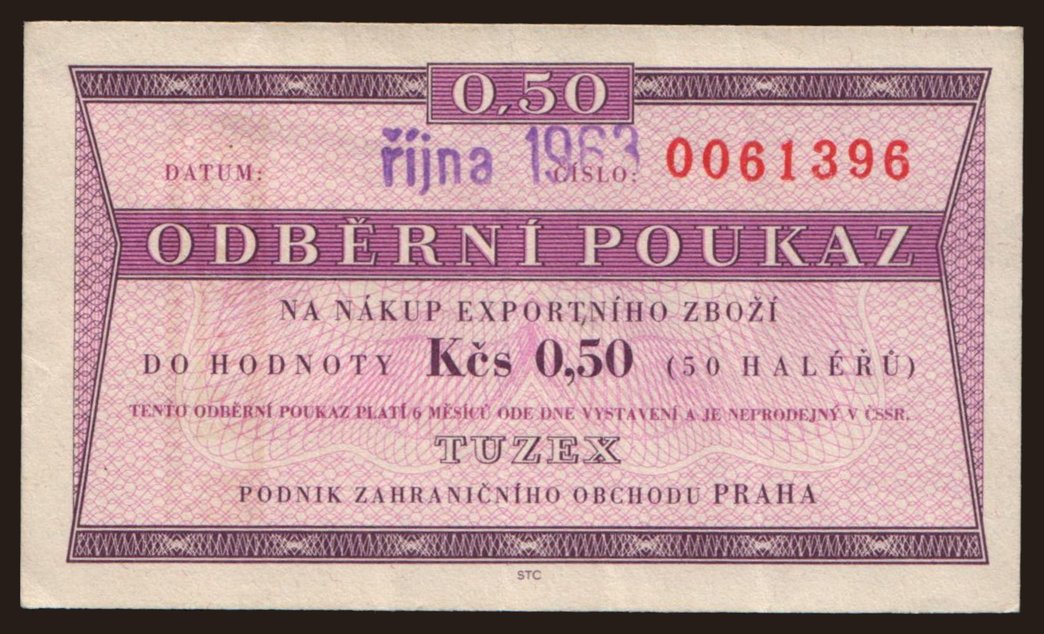 0,50
DATUM: října 1963 ČÍSLO: 0061396
ODBĚRNÍ POUKAZ
NA NÁKUP EXPORTNÍHO ZBOŽÍ
DO HODNOTY Kčs 0,50 (50 HALÉŘŮ)
TENTO ODBĚRNÍ POUKAZ PLATÍ 6 MĚSÍCŮ ODE DNE VYSTAVENÍ A JE NEPRODEJNÝ V ČSSR.
TUZEX
PODNIK ZAHRANIČNÍHO OBCHODU PRAHA
STC